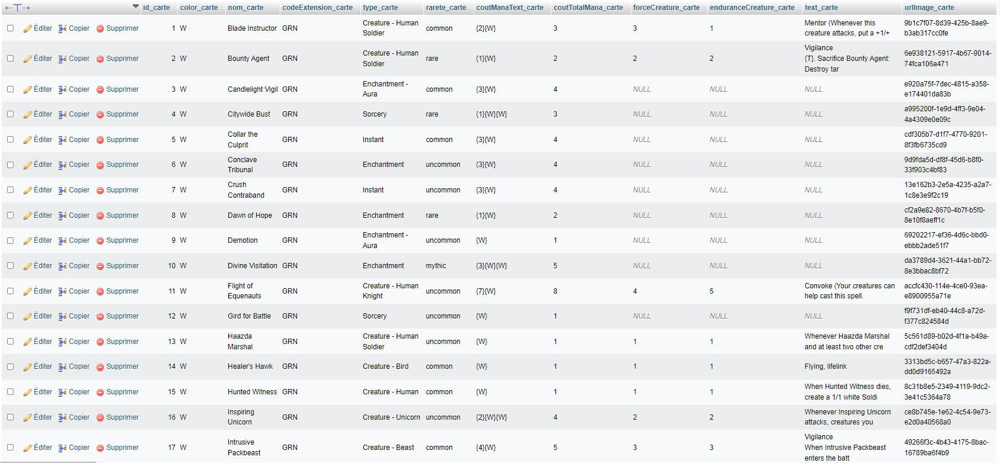 id_carte color_carte nom_carte codeExtension_carte type_carte rarete_carte coutManaText_carte coutTotalMana_carte forceCreature_carte enduranceCreature_carte text_carte urlImage_carte
Éditer Copier Supprimer 1 W Blade Instructor GRN Creature - Human Soldier common {2}{W} 3 3 1 Mentor (Whenever this creature attacks, put a +1/+ 9b1c7f07-8d39-425b-8ae9-b3ab317cc0fe
Éditer Copier Supprimer 2 W Bounty Agent GRN Creature - Human Soldier rare {1}{W} 2 2 2 Vigilance {T}, Sacrifice Bounty Agent: Destroy tar 6e938121-5917-4b67-9014-74fca106a471
Éditer Copier Supprimer 3 W Candlelight Vigil GRN Enchantment - Aura common {3}{W} 4 NULL NULL NULL e920a75f-7dec-4815-a358-e174401da83b
Éditer Copier Supprimer 4 W Citywide Bust GRN Sorcery rare {1}{W}{W} 3 NULL NULL NULL a995200f-1e9d-4ff3-9e04-4a4309e0e09c
Éditer Copier Supprimer 5 W Collar the Culprit GRN Instant common {3}{W} 4 NULL NULL NULL cdf305b7-d1f7-4770-9201-8f3fb6735cd9
Éditer Copier Supprimer 6 W Conclave Tribunal GRN Enchantment uncommon {3}{W} 4 NULL NULL NULL 9d9fda5d-df8f-45d6-b8f0-33f903c4bf83
Éditer Copier Supprimer 7 W Crush Contraband GRN Instant uncommon {3}{W} 4 NULL NULL NULL 13e162b3-2e5a-4235-a2a7-1c8e3e9f2c19
Éditer Copier Supprimer 8 W Dawn of Hope GRN Enchantment rare {1}{W} 2 NULL NULL NULL cf2a9e82-8670-4b7f-b5f0-8e10f8aeff1c
Éditer Copier Supprimer 9 W Demotion GRN Enchantment - Aura uncommon {W} 1 NULL NULL NULL 69202217-ef36-4d6c-bbd0-ebbb2ade51f7
Éditer Copier Supprimer 10 W Divine Visitation GRN Enchantment mythic {3}{W}{W} 5 NULL NULL NULL da3789d4-3621-44a1-bb72-8e3bbac8bf72
Éditer Copier Supprimer 11 W Flight of Equenauts GRN Creature - Human Knight uncommon {7}{W} 8 4 5 Convoke (Your creatures can help cast this spell. accfc430-114e-4ce0-93ea-e8900955a71e
Éditer Copier Supprimer 12 W Gird for Battle GRN Sorcery uncommon {W} 1 NULL NULL NULL f9f731df-eb40-44c8-a72d-f377c824584d
Éditer Copier Supprimer 13 W Haazda Marshal GRN Creature - Human Soldier uncommon {W} 1 1 1 Whenever Haazda Marshal and at least two other cre 5c561d89-b02d-4f1a-b49a-cdf2def3404d
Éditer Copier Supprimer 14 W Healer's Hawk GRN Creature - Bird common {W} 1 1 1 Flying, lifelink 3313bd5c-b657-47a3-822a-dd0d9165492a
Éditer Copier Supprimer 15 W Hunted Witness GRN Creature - Human common {W} 1 1 1 When Hunted Witness dies, create a 1/1 white Soldi 8c31b8e5-2349-4119-9dc2-3e41c5364a78
Éditer Copier Supprimer 16 W Inspiring Unicorn GRN Creature - Unicorn uncommon {2}{W}{W} 4 2 2 Whenever Inspiring Unicorn attacks, creatures you ce8b745e-1e62-4c54-9e73-e2d0a40568a0
Éditer Copier Supprimer 17 W Intrusive Packbeast GRN Creature - Beast common {4}{W} 5 3 3 Vigilance When Intrusive Packbeast enters the batt 49266f3c-4b43-4175-8bac-16789ba6f4b9